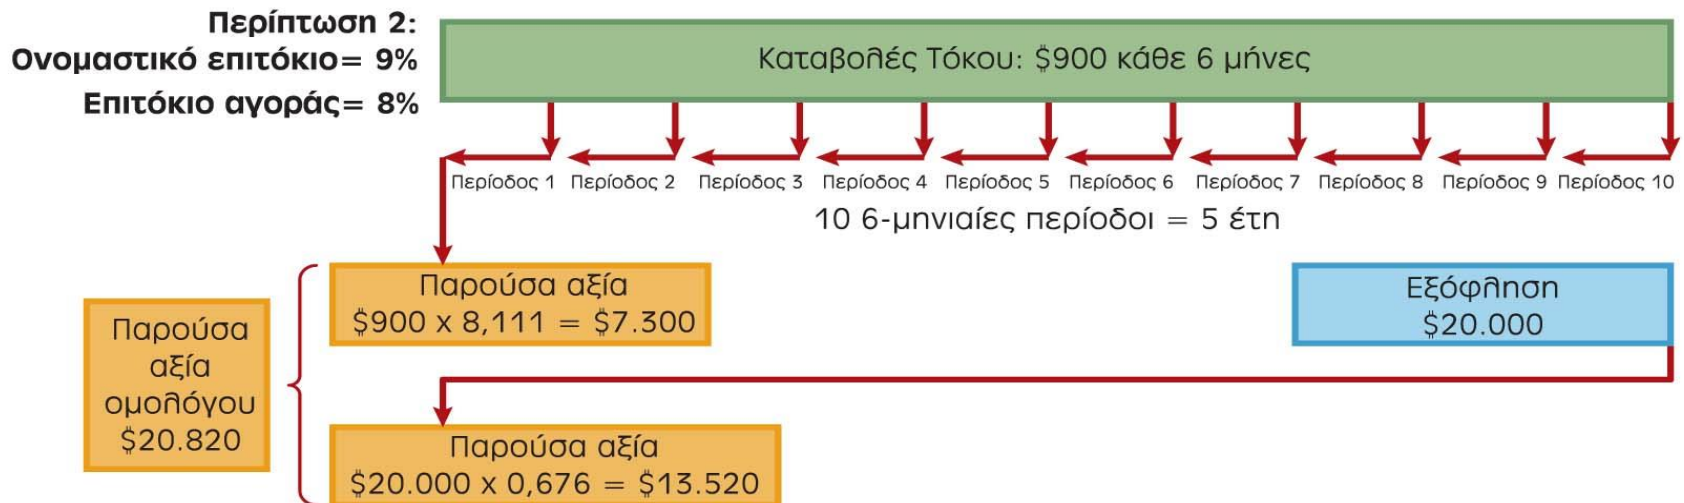 Περίπτωση 2:
Ονομαστικό επιτόκιο= 9%
Επιτόκιο αγοράς= 8%
Καταβολές Τόκου: $900 κάθε 6 μήνες
Περίοδος 1 Περίοδος 2 Περίοδος 3 Περίοδος 4 Περίοδος 5 Περίοδος 6 Περίοδος 7 Περίοδος 8 Περίοδος 9 Περίοδος 10
10 6-μηνιαίες περίοδοι = 5 έτη
Παρούσα αξία
$900 x 8,111 = $7.300
Εξόφληση
$20.000
Παρούσα
αξία
ομολόγου
$20.820
Παρούσα αξία
$20.000 x 0,676 = $13.520